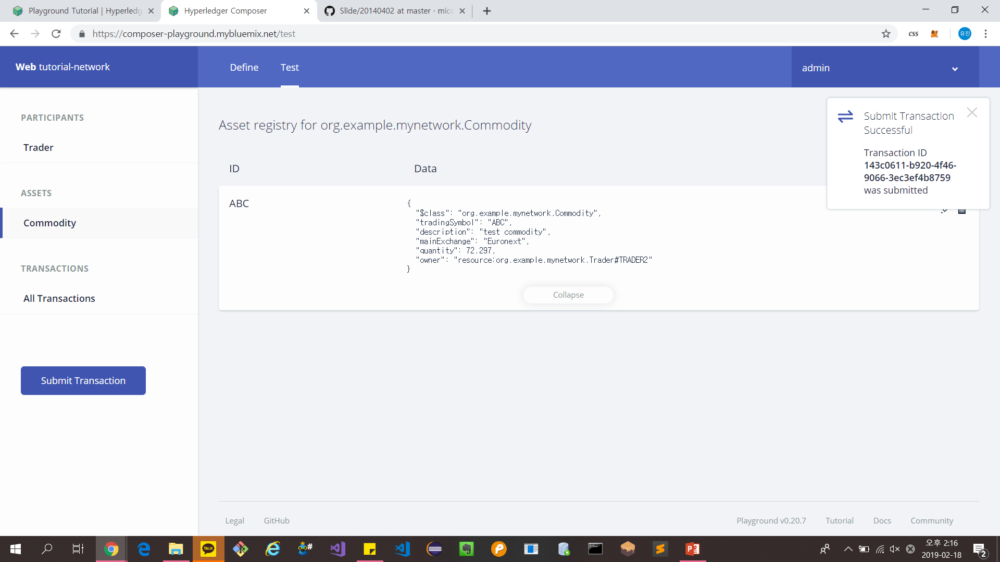 Playground Tutorial | Hyperledg
Hyperledger Composer
Slide/20140402 at master · micc
https://composer-playground.mybluemix.net/test
css
유진
Web tutorial-network
Define
Test
admin
PARTICIPANTS
Trader
ASSETS
Commodity
TRANSACTIONS
All Transactions
Submit Transaction
Asset registry for org.example.mynetwork.Commodity
ID
Data
ABC
{
"$class": "org.example.mynetwork.Commodity",
"tradingSymbol": "ABC",
"description": "test commodity",
"mainExchange": "Euronext",
"quantity": 72.297,
"owner": "resource:org.example.mynetwork.Trader#TRADER2"
}
Collapse
Submit Transaction
Successful
Transaction ID
143c0611-b920-4f46-
9066-3ec3ef4b8759
was submitted
Legal
GitHub
Playground v0.20.7
Tutorial
Docs
Community
TALK
오후 2:16
2019-02-18
2